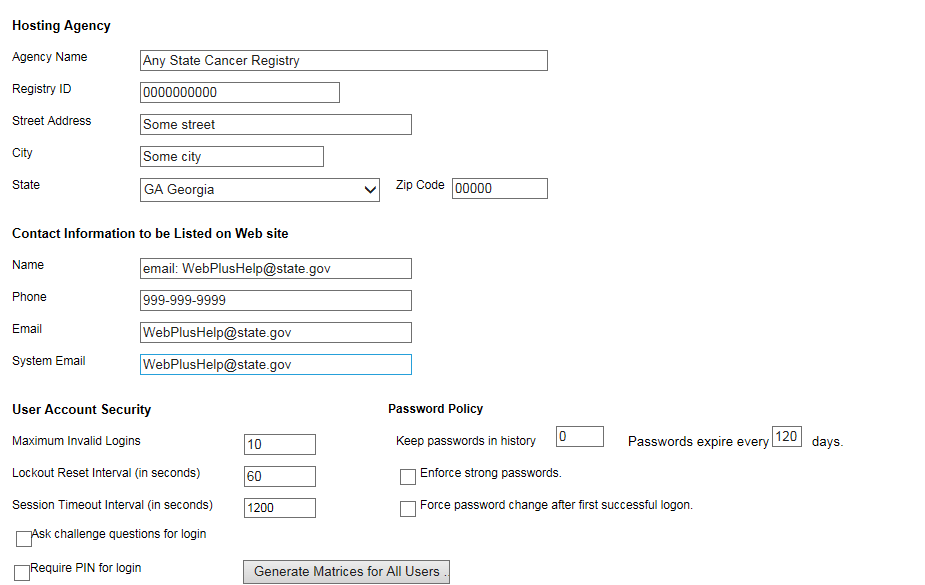 Hosting Agency
Agency Name Any State Cancer Registry
Registry ID 0000000000
Street Address Some street
City Some city
State GA Georgia Zip Code 00000
Contact Information to be Listed on Web site
Name email: WebPlusHelp@state.gov
Phone 999-999-9999
Email WebPlusHelp@state.gov
System Email WebPlusHelp@state.gov
User Account Security Password Policy
Maximum Invalid Logins 10 Keep passwords in history 0 Passwords expire every 120 days.
Lockout Reset Interval (in seconds) 60 Enforce strong passwords.
Session Timeout Interval (in seconds) 1200 Force password change after first successful logon.
Ask challenge questions for login
Require PIN for login Generate Matrices for All Users .